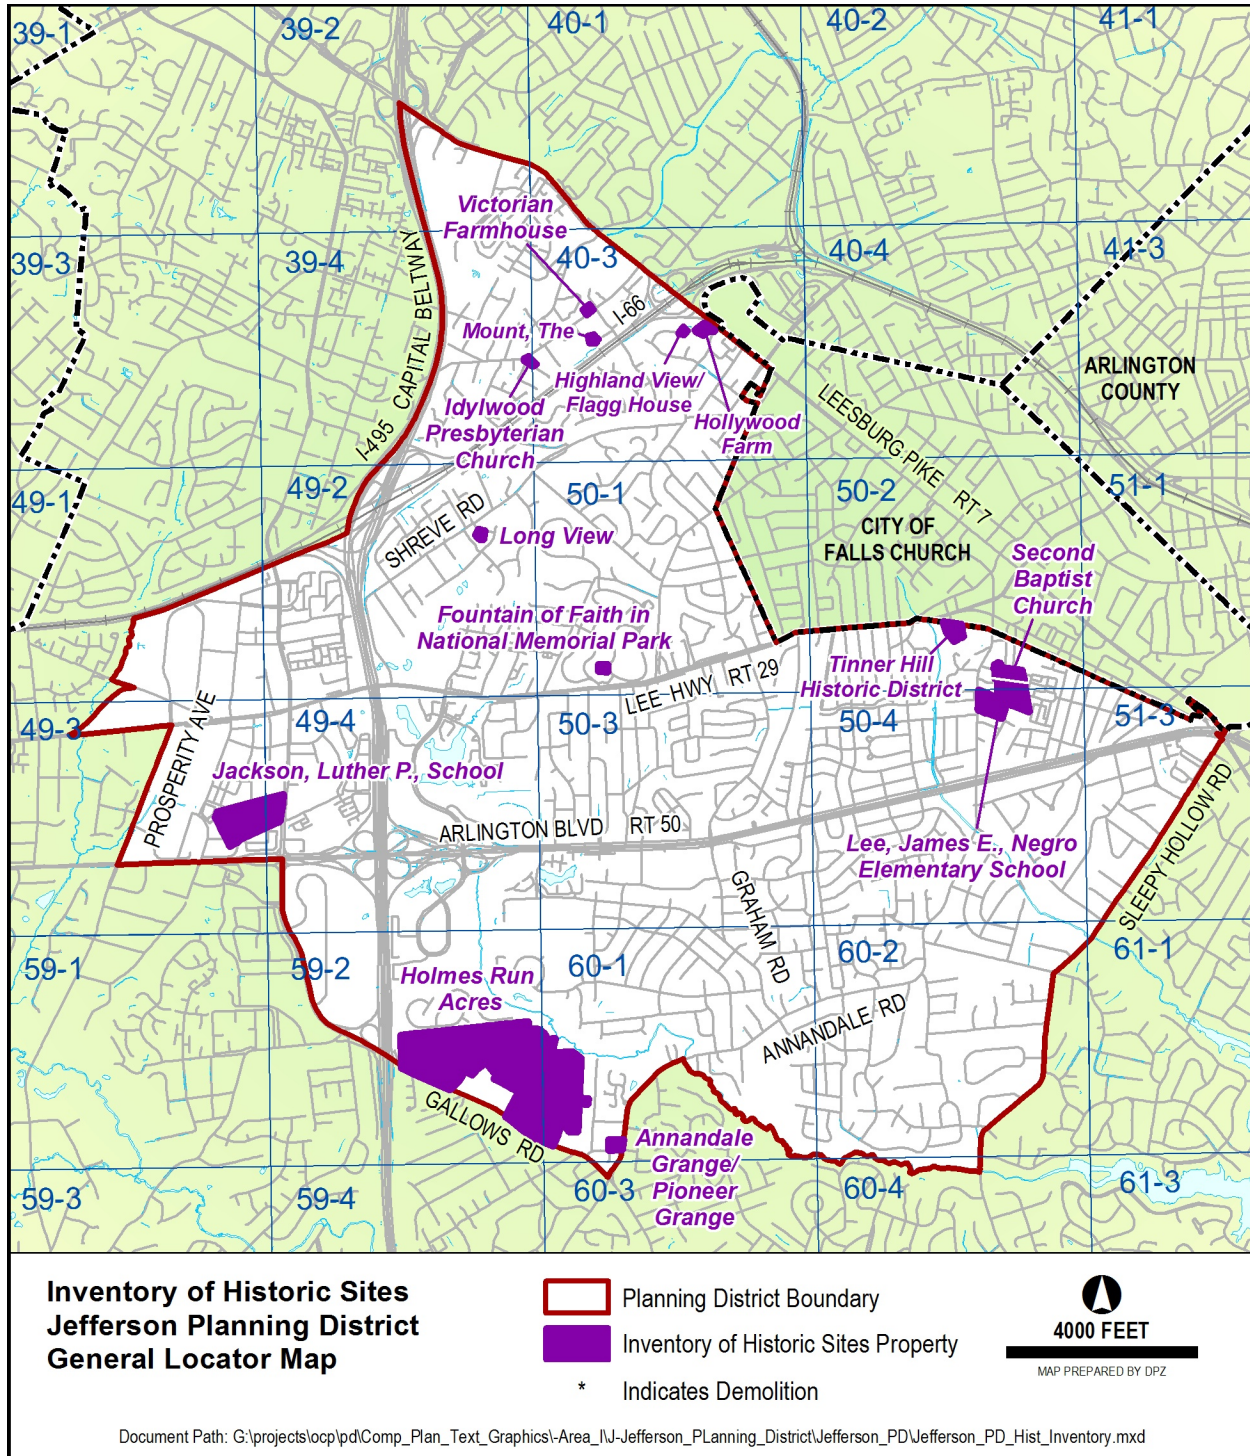 39-1
39-2
40-1
40-2
41-1
Victorian
Farmhouse
39-3
39-4
40-3
40-4
41-3
I-66
Mount, The
I-495 CAPITAL BELTWAY
ARLINGTON
COUNTY
Highland View/
Flagg House
Idylwood
Presbyterian
Church
Hollywood
Farm
LEESBURG PIKE RT 7
49-1
49-2
50-1
50-2
51-1
SHREVE RD
Long View
CITY OF
FALLS CHURCH
Second
Baptist
Church
Fountain of Faith in
National Memorial Park
Tinner Hill
Historic District
LEE HWY RT 29
49-3
49-4
50-3
50-4
51-3
PROSPERITY AVE
Jackson, Luther P., School
ARLINGTON BLVD RT 50
Lee, James E., Negro
Elementary School
SLEEPY HOLLOW RD
GRAHAM RD
59-1
59-2
60-1
60-2
61-1
Holmes Run
Acres
ANNANDALE RD
GALLOWS RD
Annandale
Grange/
Pioneer
Grange
59-3
59-4
60-3
60-4
61-3
Inventory of Historic Sites
Jefferson Planning District
General Locator Map
Planning District Boundary
Inventory of Historic Sites Property
* Indicates Demolition
4000 FEET
MAP PREPARED BY DPZ
Document Path: G:\projects\ocp\pd\Comp_Plan_Text_Graphics\-Area_I\J-Jefferson_PLanning_District\Jefferson_PD\Jefferson_PD_Hist_Inventory.mxd